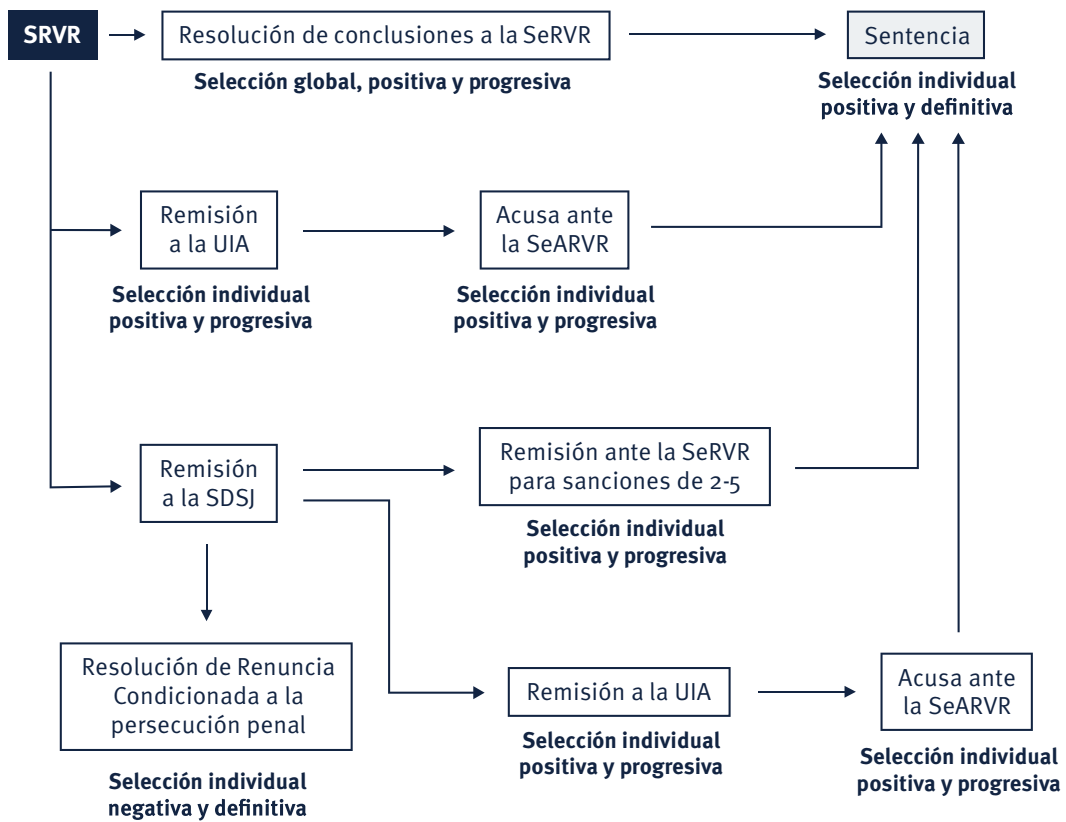 SRVR
Resolución de conclusiones a la SeRVR
Selección global, positiva y progresiva
Sentencia
Selección individual
positiva y definitiva
Remisión
a la UIA
Selección individual
positiva y progresiva
Acusa ante
la SeARVR
Selección individual
positiva y progresiva
Remisión
a la SDSJ
Remisión ante la SeRVR
para sanciones de 2-5
Selección individual
positiva y progresiva
Resolución de Renuncia
Condicionada a la
persecución penal
Selección individual
negativa y definitiva
Remisión a la UIA
Selección individual
positiva y progresiva
Acusa ante
la SeARVR
Selección individual
positiva y progresiva